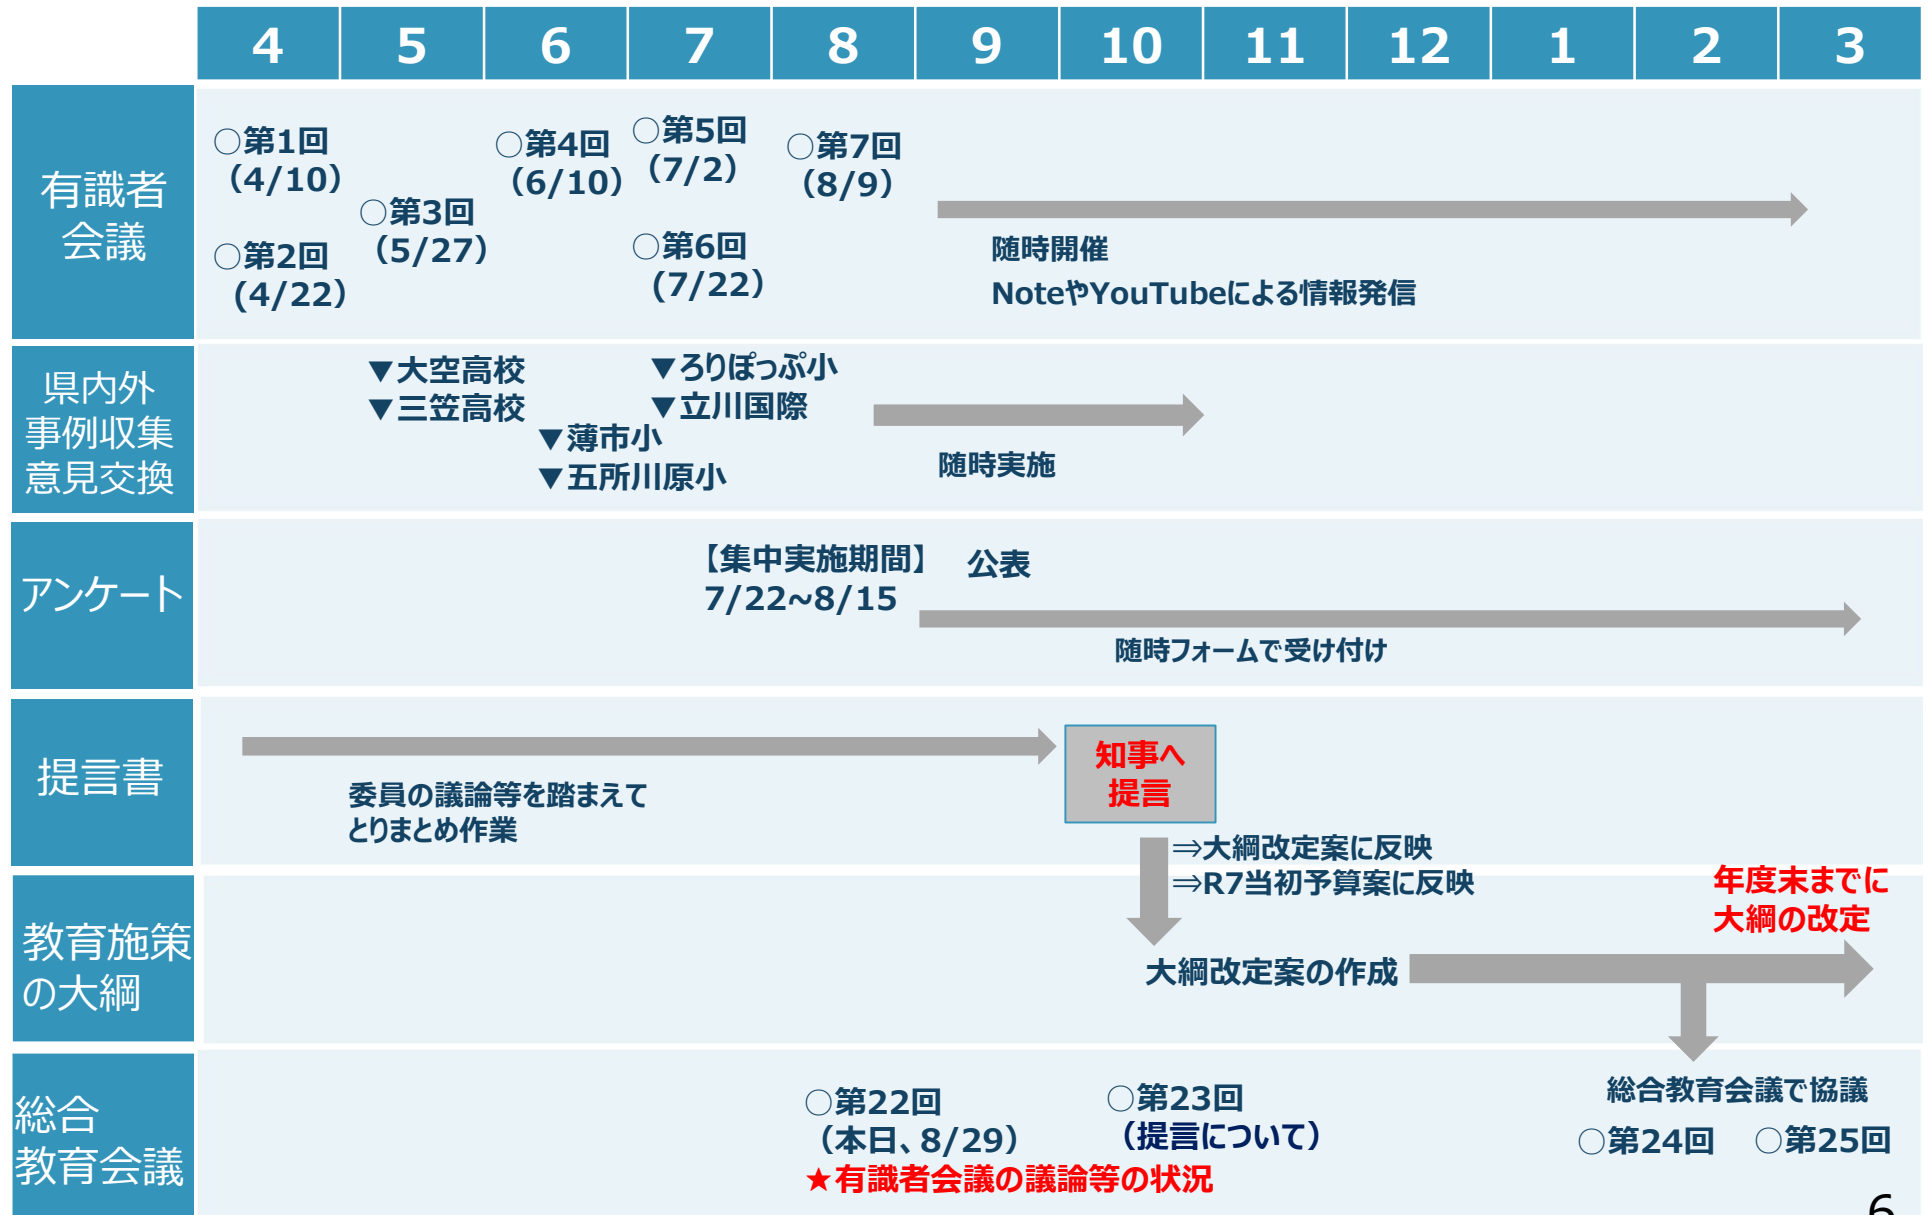 4 5 6 7 8 9 10 11 12 1 2 3
有識者
会議
○第1回
（4/10）
○第2回
（4/22）
○第3回
（5/27）
○第4回
（6/10）
○第5回
（7/2）
○第6回
（7/22）
○第7回
（8/9）
随時開催
NoteやYouTubeによる情報発信
県内外
事例収集
意見交換
▼大空高校
▼三笠高校
▼薄市小
▼五所川原小
▼ろりぽっぷ小
▼立川国際
随時実施
アンケート
【集中実施期間】
7/22~8/15
公表
随時フォームで受け付け
提言書
委員の議論等を踏まえて
とりまとめ作業
知事へ
提言
⇒大綱改定案に反映
⇒R7当初予算案に反映
教育施策
の大綱
大綱改定案の作成
年度末までに
大綱の改定
総合
教育会議
○第22回
（本日、8/29）
★有識者会議の議論等の状況
○第23回
（提言について）
総合教育会議で協議
○第24回
○第25回
6